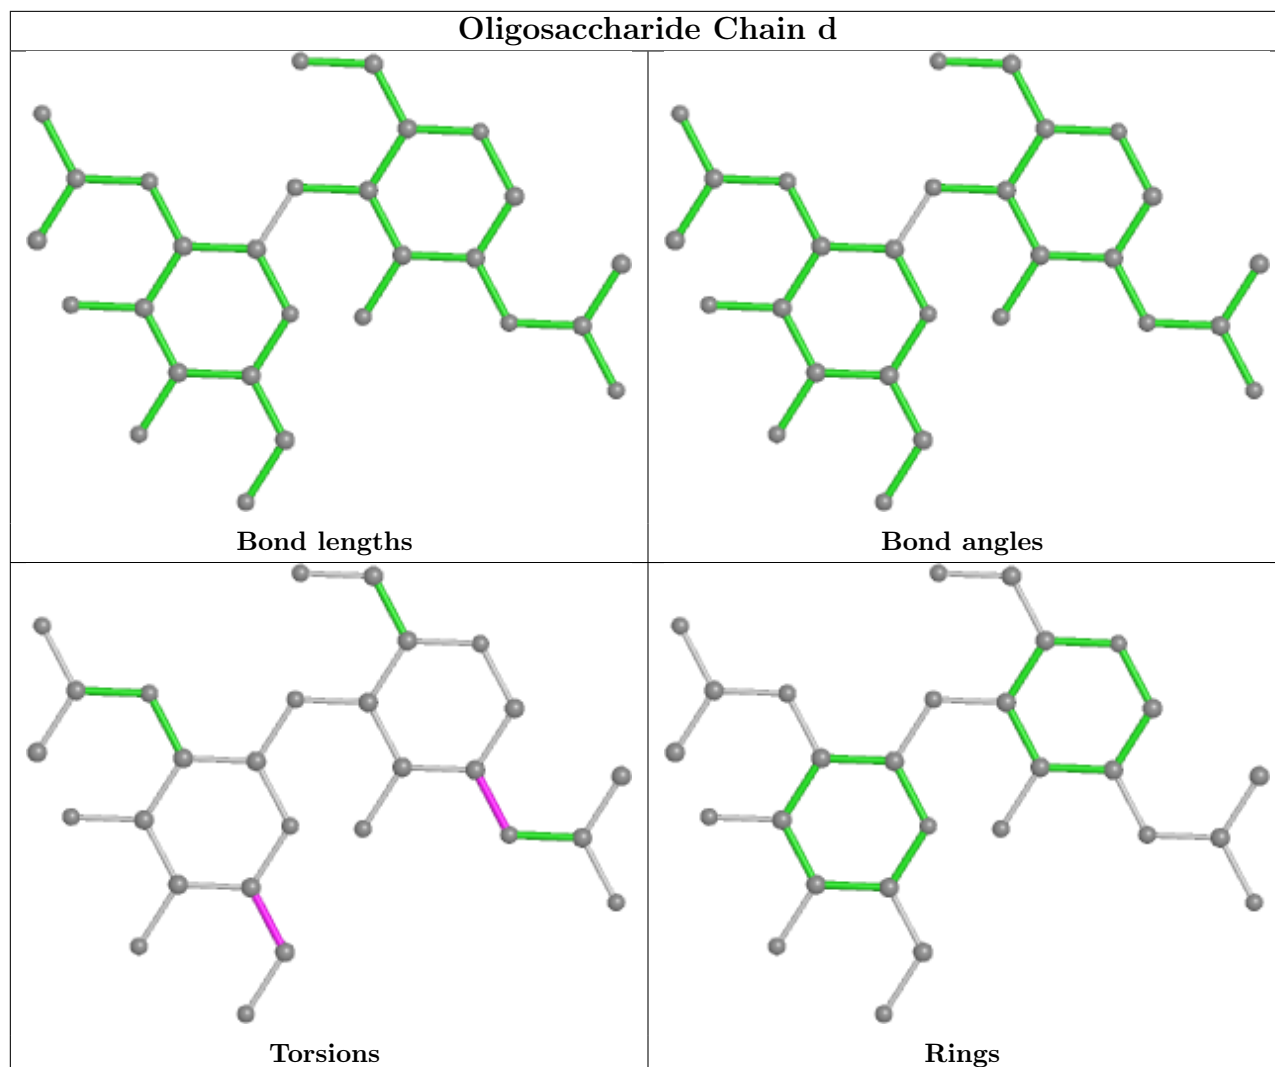 Oligosaccharide Chain d
Bond lengths
Bond angles
Torsions
Rings